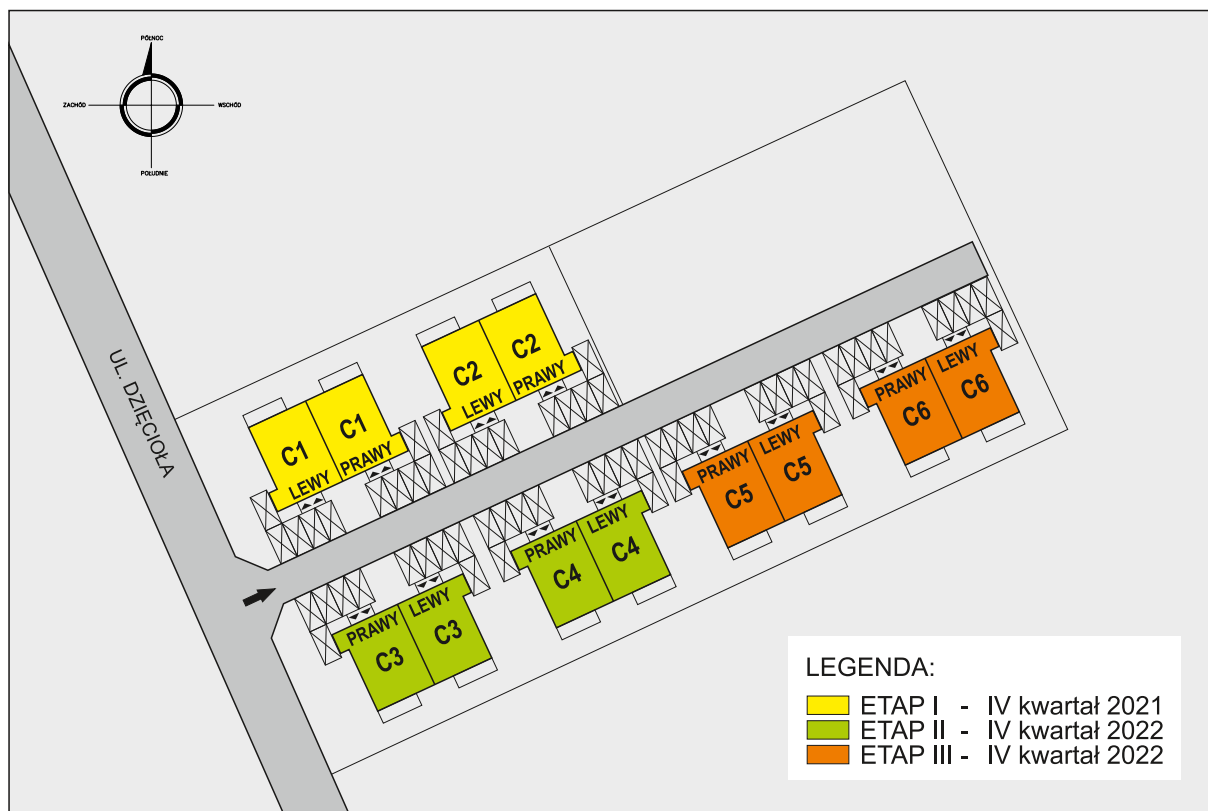 PÓŁNOC
ZACHÓD
WSCHÓD
POŁUDNIE
UL. DZIĘCIOŁA
C1
LEWY
C1
PRAWY
C2
LEWY
C2
PRAWY
PRAWY
C3
LEWY
C3
PRAWY
C4
LEWY
C4
PRAWY
C5
LEWY
C5
PRAWY
C6
LEWY
C6
LEGENDA:
ETAP I - IV kwartał 2021
ETAP II - IV kwartał 2022
ETAP III - IV kwartał 2022